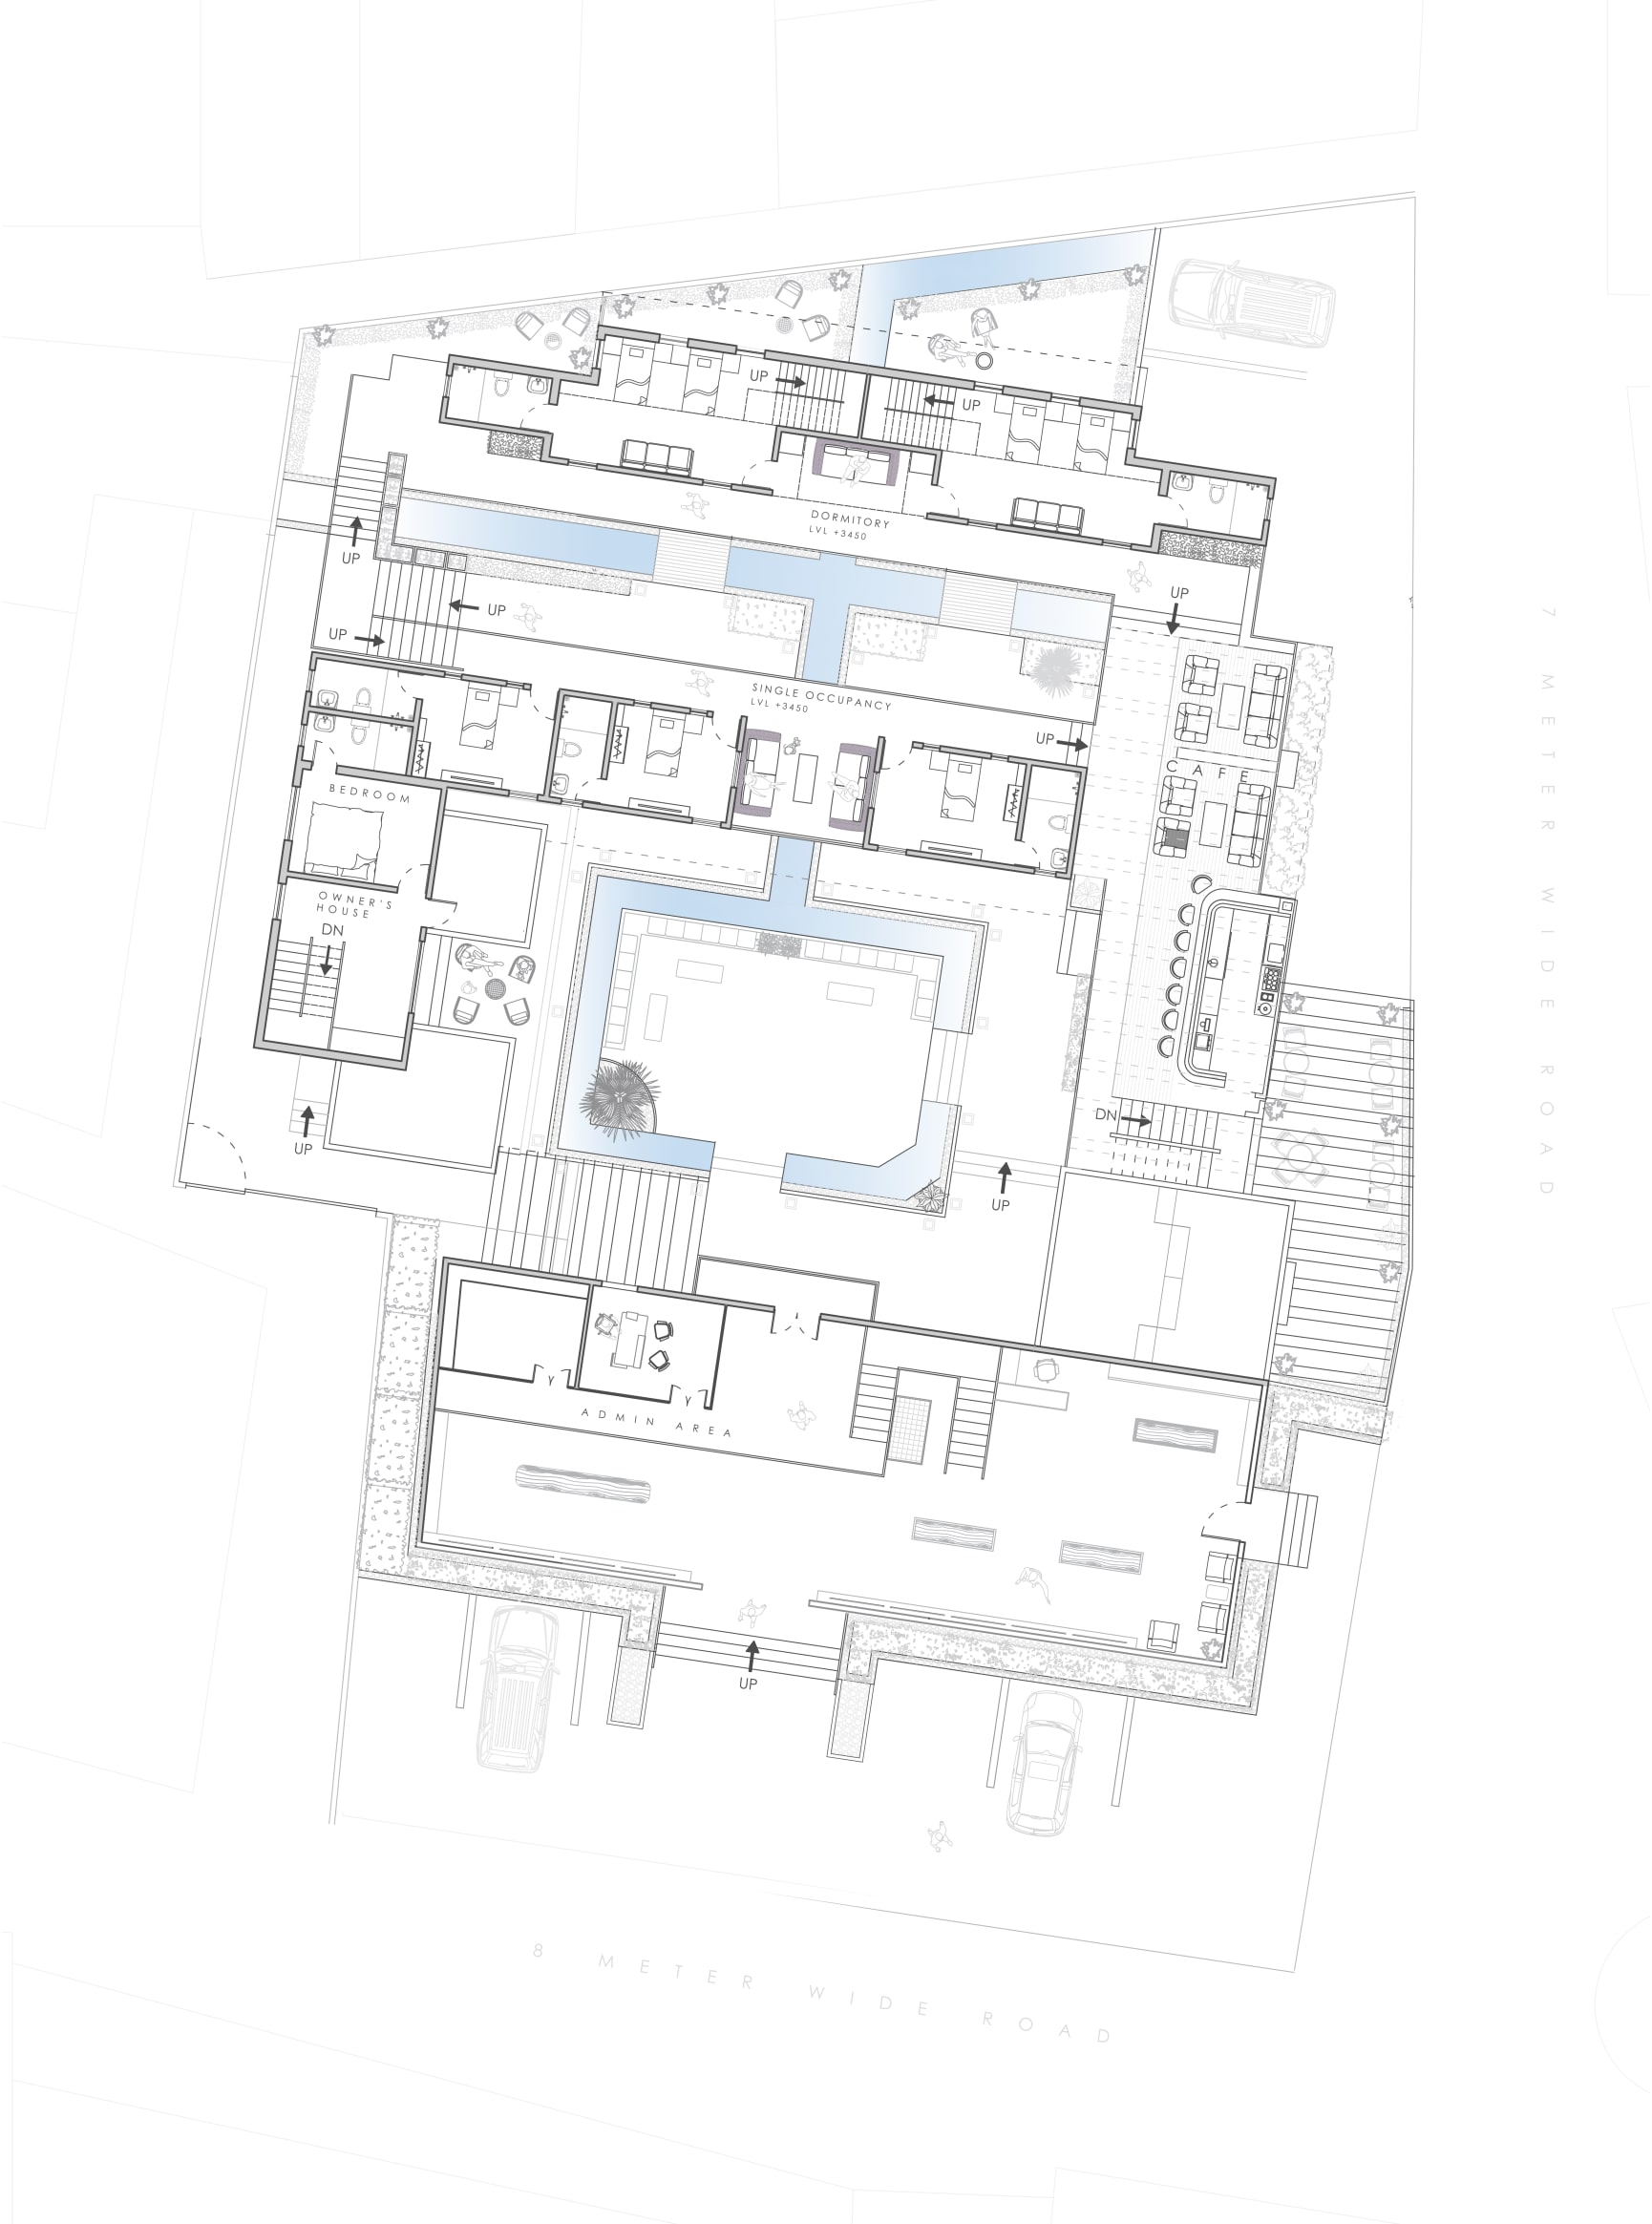 UP
UP
DORMITORY
LVL +3450
UP
UP
UP
UP
SINGLE OCCUPANCY
LVL +3450
UP
CAFE
BEDROOM
OWNER'S
HOUSE
DN
DN
UP
UP
ADMIN AREA
UP
7 METER WIDE ROAD
8 METER WIDE ROAD